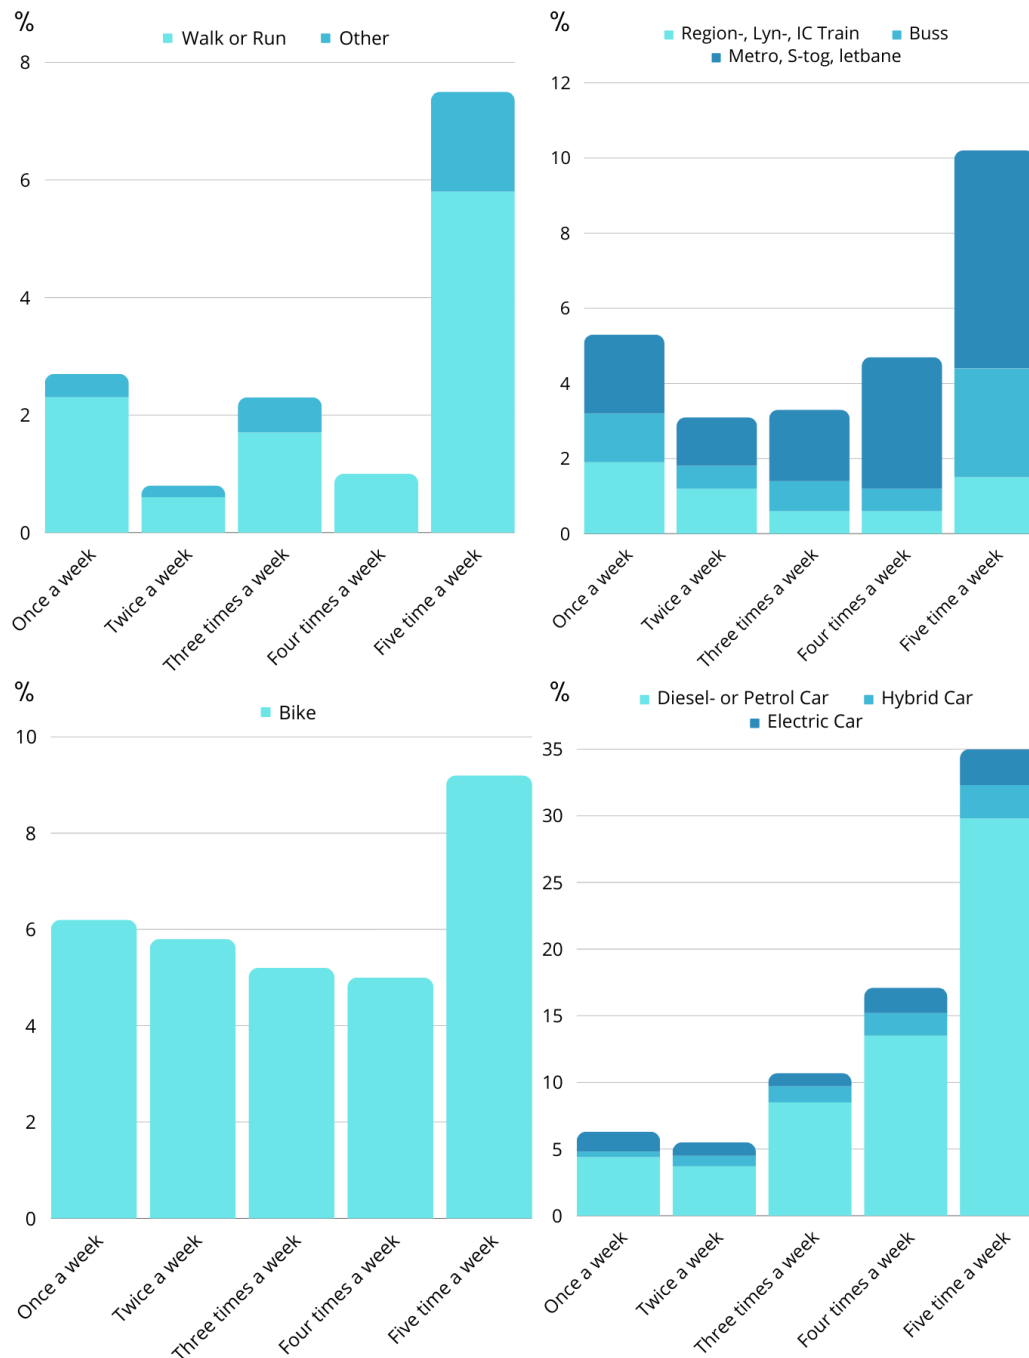 %
Walk or Run Other
8
6
4
2
0
Once a week
Twice a week
Three times a week
Four times a week
Five time a week
%
Region-, Lyn-, IC Train Buss
Metro, S-tog, letbane
12
10
8
6
4
2
0
Once a week
Twice a week
Three times a week
Four times a week
Five time a week
%
Bike
10
8
6
4
2
0
Once a week
Twice a week
Three times a week
Four times a week
Five time a week
%
Diesel- or Petrol Car Hybrid Car
Electric Car
35
30
25
20
15
10
5
0
Once a week
Twice a week
Three times a week
Four times a week
Five time a week